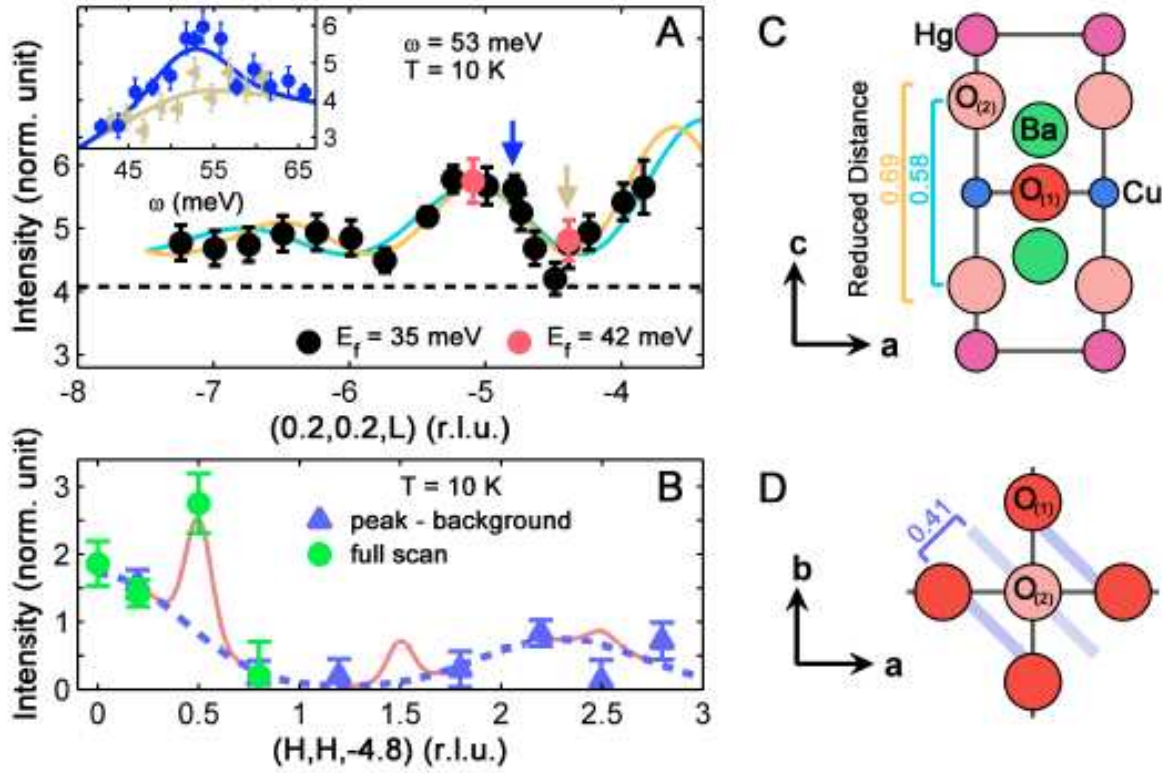 A
ω = 53 meV
T = 10 K
6
5
4
3
45
55
65
ω (meV)
Intensity (norm. unit)
6
5
4
3
E_f = 35 meV
E_f = 42 meV
-8
-7
-6
-5
-4
(0.2,0.2,L) (r.l.u.)
B
T = 10 K
peak - background
full scan
Intensity (norm. unit)
3
2
1
0
0
0.5
1
1.5
2
2.5
3
(H,H,-4.8) (r.l.u.)
C
Hg
O(2)
Ba
O(1)
Cu
Reduced Distance
0.69
0.58
c
a
D
0.41
O(1)
O(2)
b
a